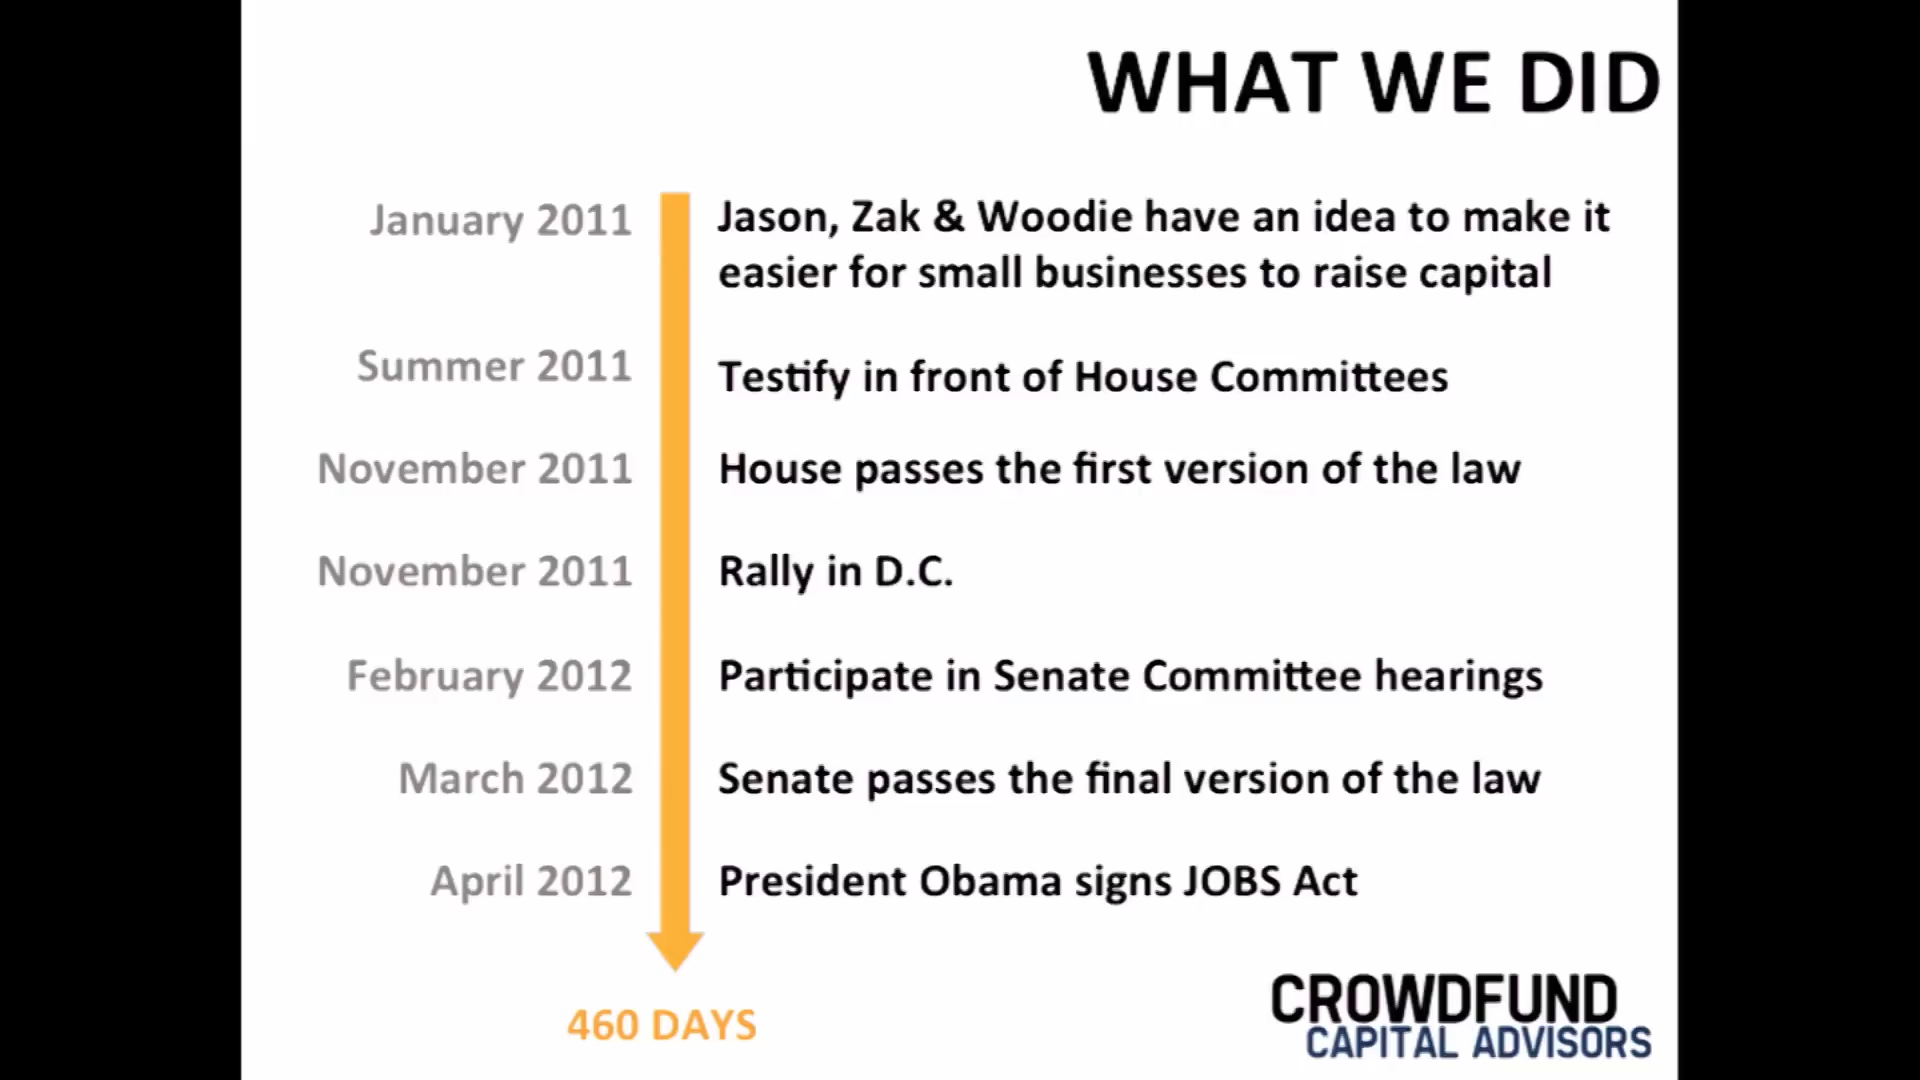 WHAT WE DID
January 2011
Jason, Zak & Woodie have an idea to make it
easier for small businesses to raise capital
Summer 2011
Testify in front of House Committees
November 2011
House passes the first version of the law
November 2011
Rally in D.C.
February 2012
Participate in Senate Committee hearings
March 2012
Senate passes the final version of the law
April 2012
President Obama signs JOBS Act
460 DAYS
CROWDFUND
CAPITAL ADVISORS